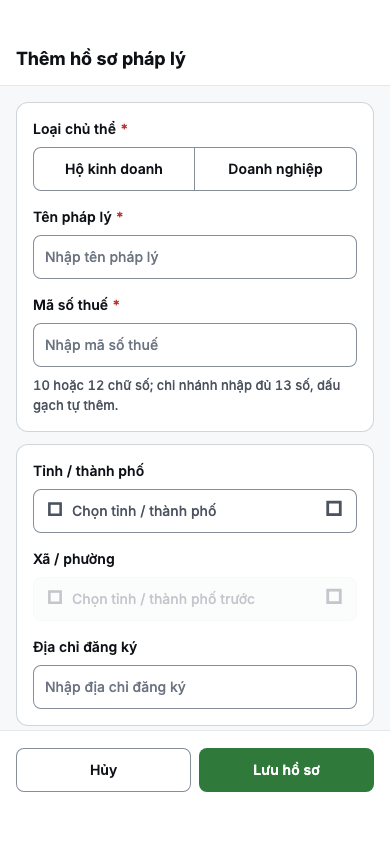 Thêm hồ sơ pháp lý
Loại chủ thể *
Hộ kinh doanh
Doanh nghiệp
Tên pháp lý *
Nhập tên pháp lý
Mã số thuế *
Nhập mã số thuế
10 hoặc 12 chữ số; chi nhánh nhập đủ 13 số, dấu
gạch tự thêm.
Tỉnh / thành phố
Chọn tỉnh / thành phố
Xã / phường
Chọn tỉnh / thành phố trước
Địa chỉ đăng ký
Nhập địa chỉ đăng ký
Hủy
Lưu hồ sơ